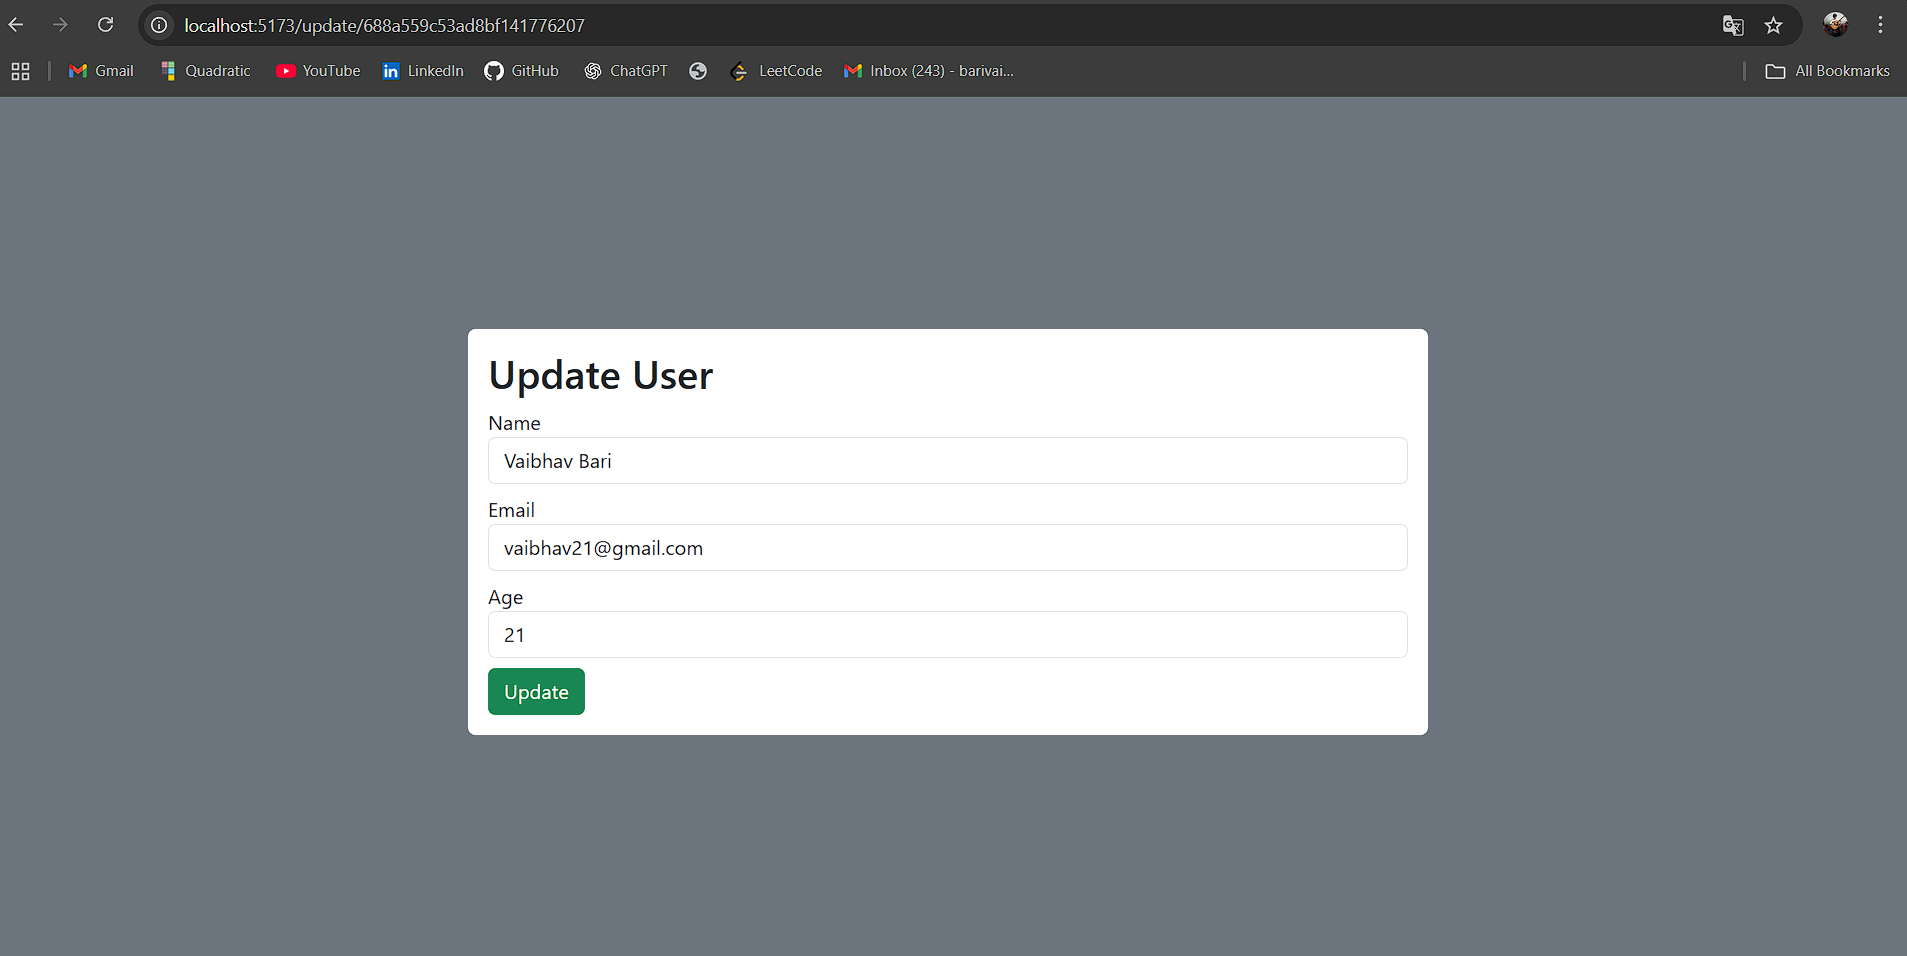 localhost:5173/update/688a559c53ad8bf141776207
Gmail Quadratic YouTube LinkedIn GitHub ChatGPT LeetCode Inbox (243) - barivai... All Bookmarks
Update User
Name
Vaibhav Bari
Email
vaibhav21@gmail.com
Age
21
Update